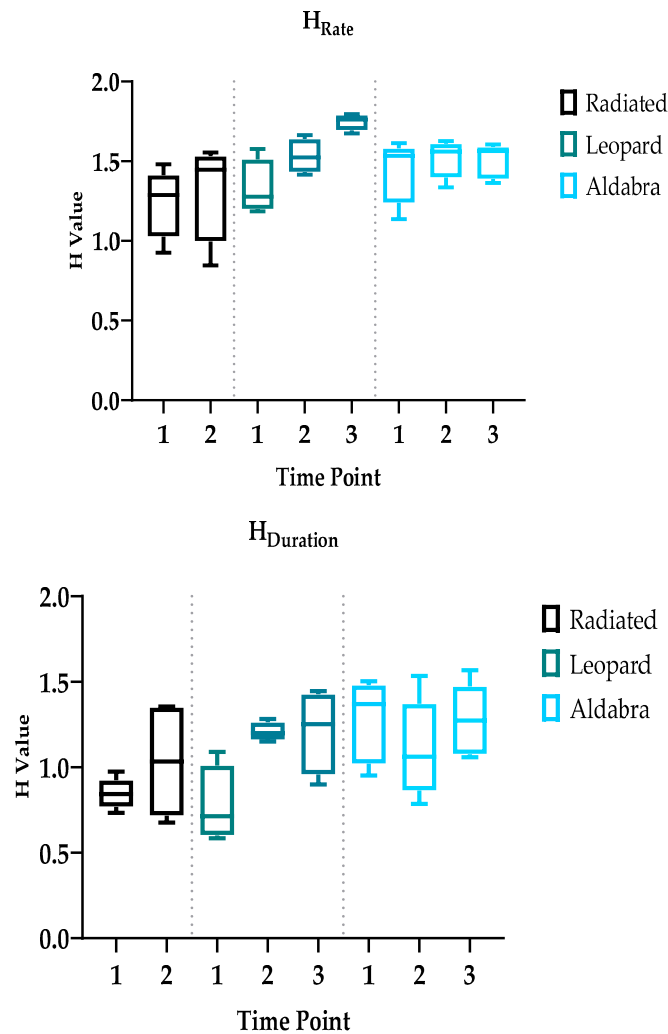 H_Rate
2.0
1.5
1.0
0.5
0.0
H Value
1 2 1 2 3 1 2 3
Time Point
Radiated
Leopard
Aldabra
H_Duration
2.0
1.5
1.0
0.5
0.0
H Value
1 2 1 2 3 1 2 3
Time Point
Radiated
Leopard
Aldabra